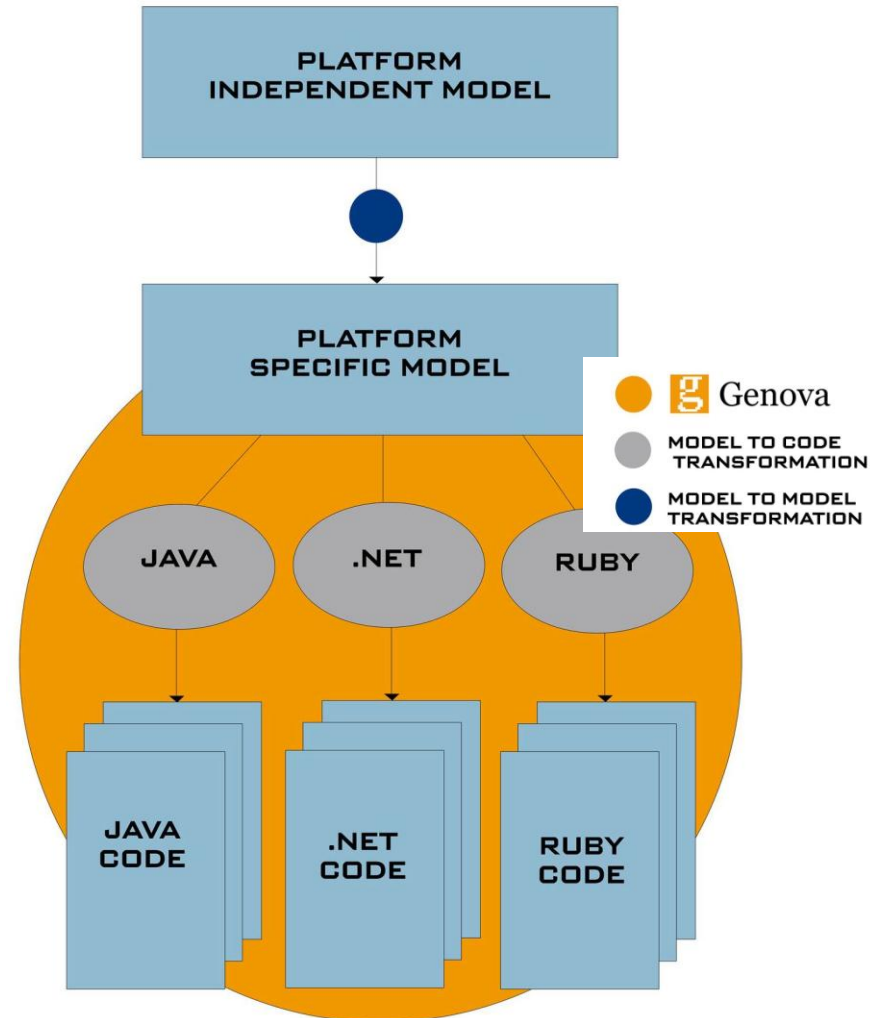 PLATFORM
INDEPENDENT MODEL
PLATFORM
SPECIFIC MODEL
g Genova
MODEL TO CODE
TRANSFORMATION
MODEL TO MODEL
TRANSFORMATION
JAVA
.NET
RUBY
JAVA
CODE
.NET
CODE
RUBY
CODE